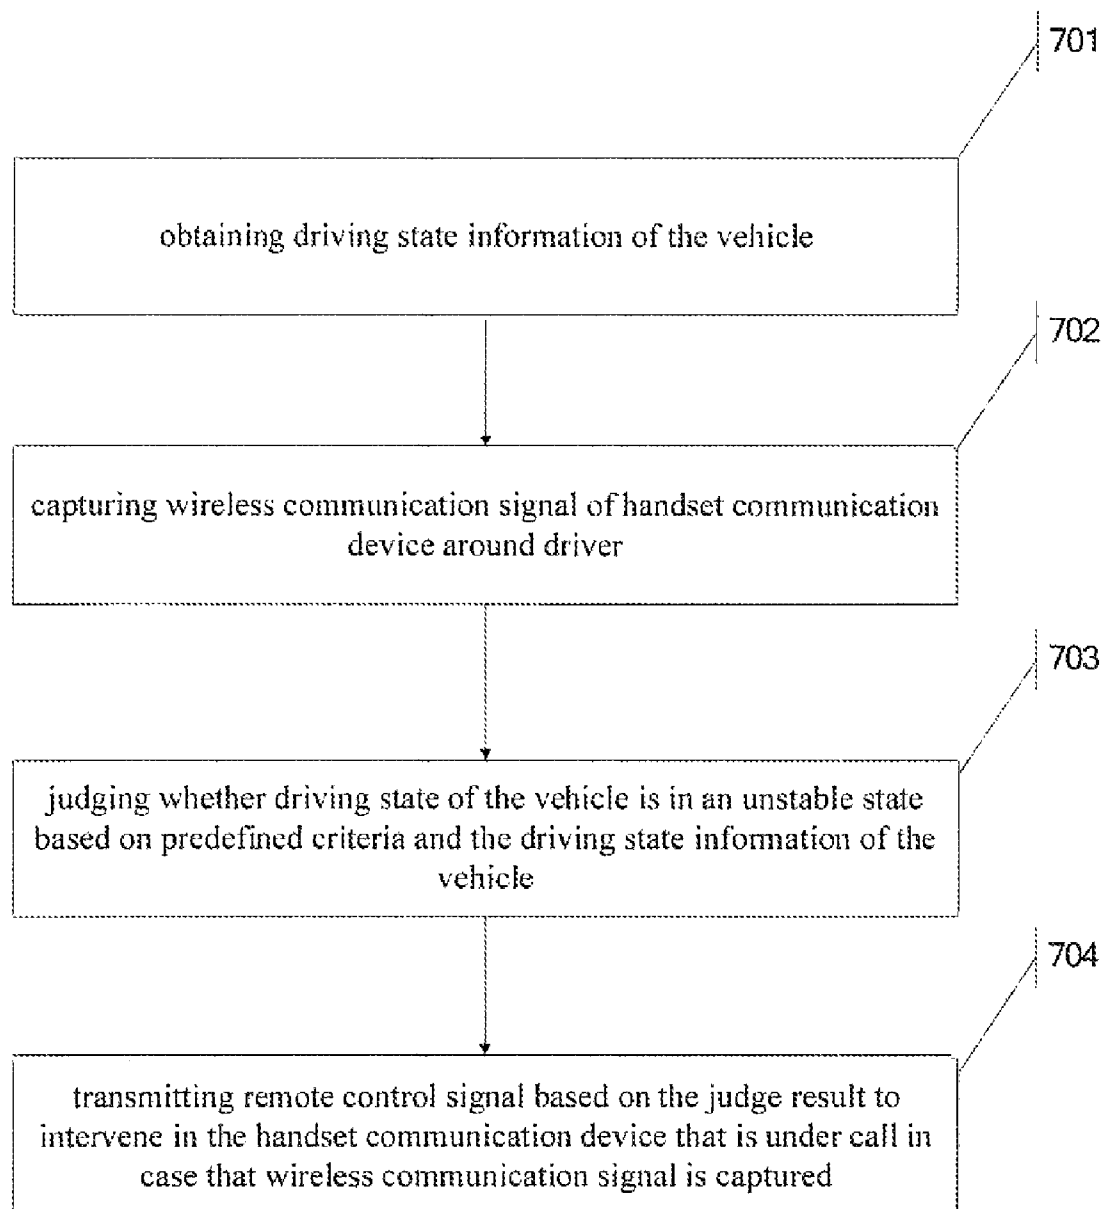 701
obtaining driving state information of the vehicle
702
capturing wireless communication signal of handset communication
device around driver
703
judging whether driving state of the vehicle is in an unstable state
based on predefined criteria and the driving state information of the
vehicle
704
transmitting remote control signal based on the judge result to
intervene in the handset communication device that is under call in
case that wireless communication signal is captured